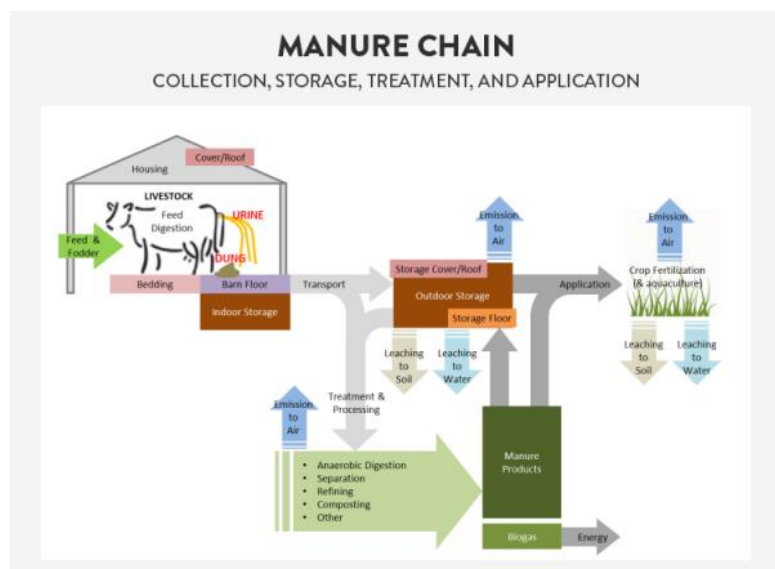 MANURE CHAIN
COLLECTION, STORAGE, TREATMENT, AND APPLICATION
Cover/Roof
Housing
LIVESTOCK
Feed
Digestion
URINE
DUNG
Feed &
Fodder
Bedding
Barn Floor
Indoor Storage
Transport
Emission
to
Air
Storage Cover/Roof
Outdoor Storage
Storage Floor
Leaching
to
Soil
Leaching
to
Water
Application
Emission
to
Air
Crop Fertilization
(& aquaculture)
Leaching
to
Soil
Leaching
to
Water
Treatment &
Processing
Emission
to
Air
• Anaerobic Digestion
• Separation
• Refining
• Composting
• Other
Manure
Products
Biogas
Energy